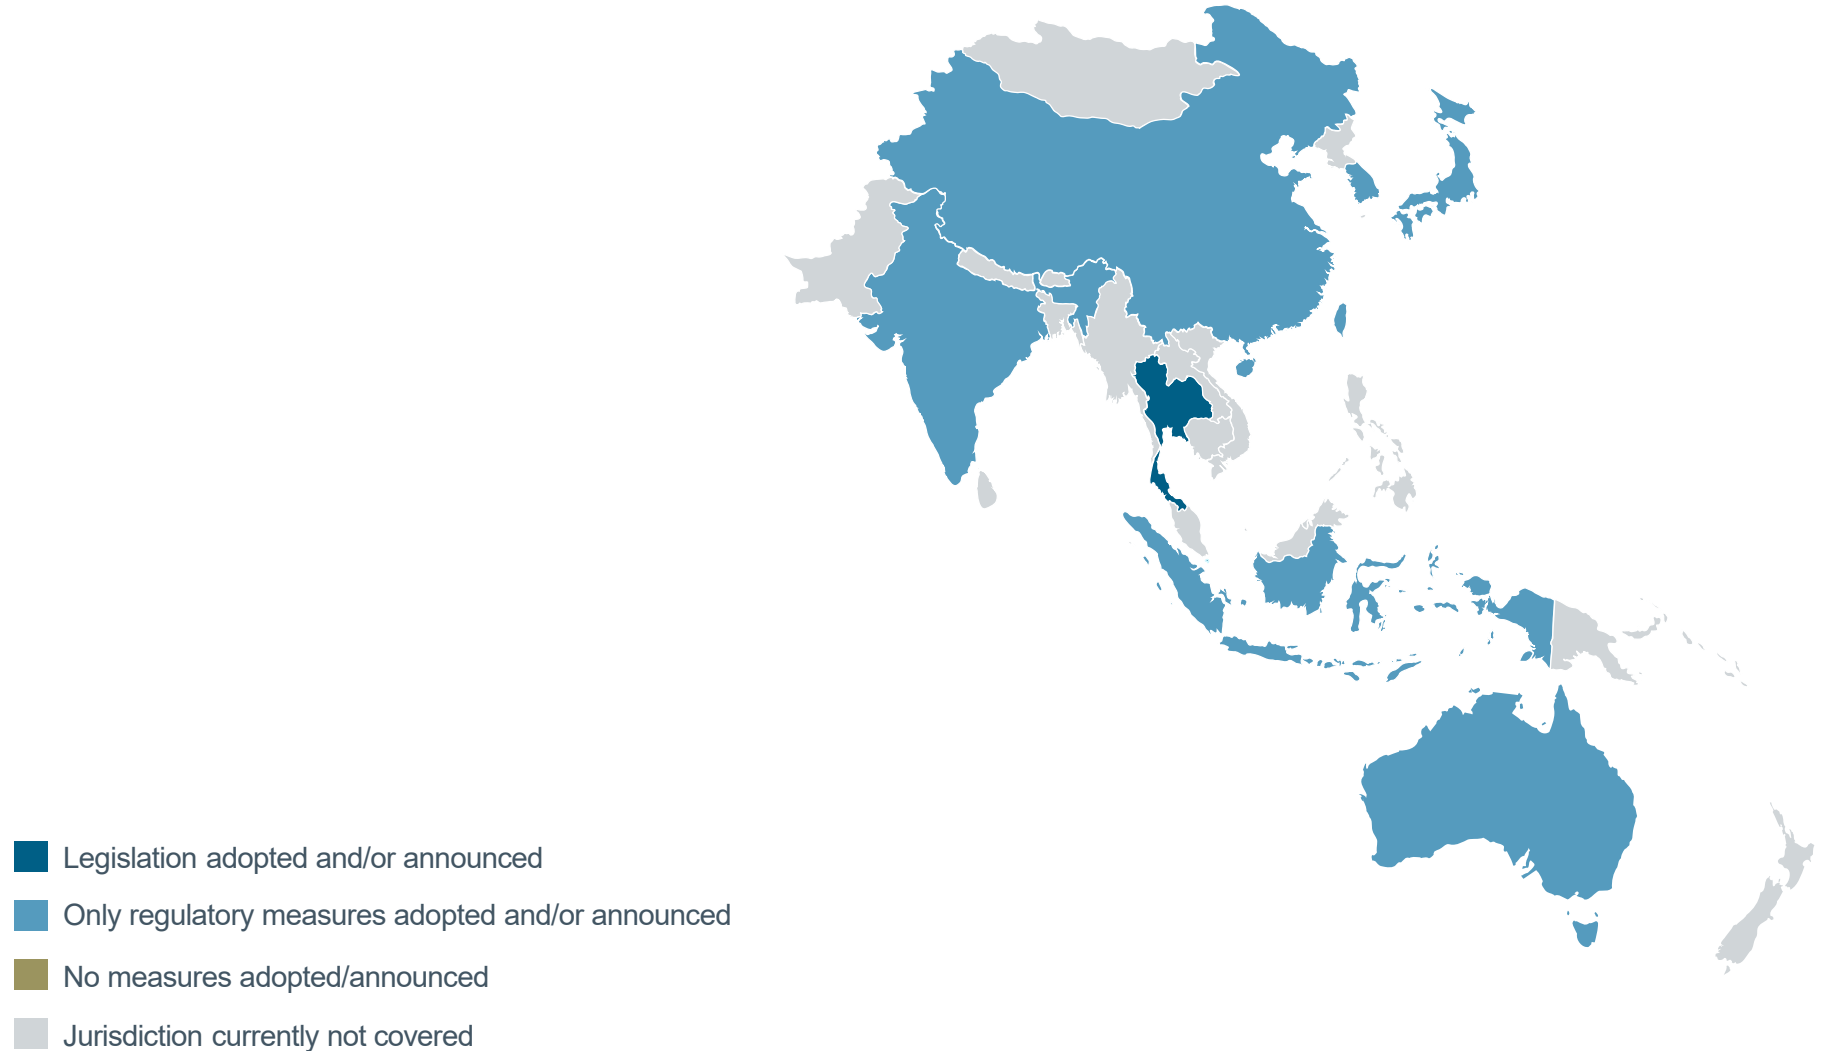 Legislation adopted and/or announced
Only regulatory measures adopted and/or announced
No measures adopted/announced
Jurisdiction currently not covered